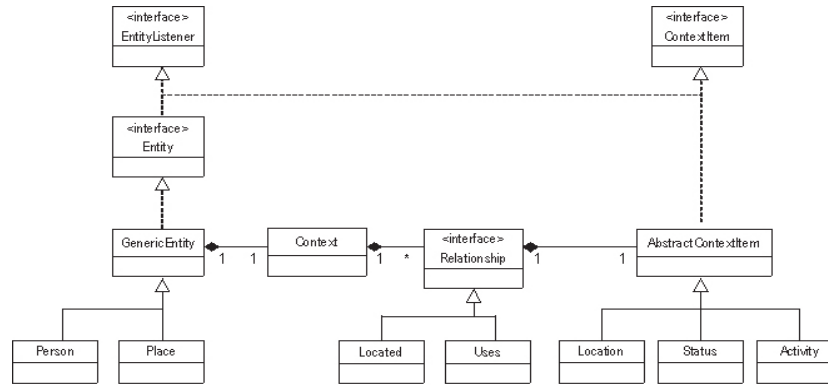 <interface>
EntityListener
<interface>
ContextItem
<interface>
Entity
GenericEntity
1
1
Context
1
*
<interface>
Relationship
1
1
AbstractContextItem
Person
Place
Located
Uses
Location
Status
Activity